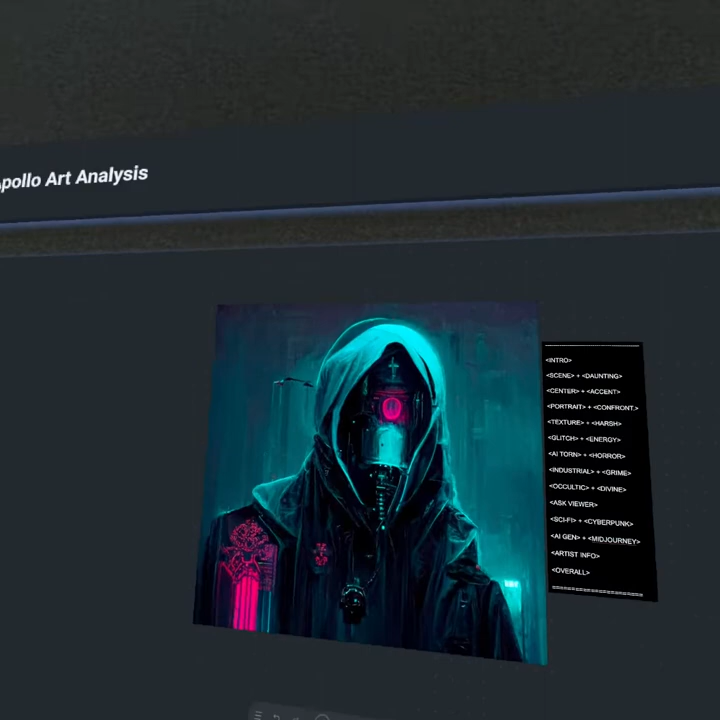 pollo Art Analysis
<INTRO>
<SCENE> + <DAUNTING>
<CENTER> + <ACCENT>
<PORTRAIT> + <CONFRONT.>
<TEXTURE> + <HARSH>
<GLITCH> + <ENERGY>
<AI TORN> + <HORROR>
<INDUSTRIAL> + <GRIME>
<OCCULTIC> + <DIVINE>
<ASK VIEWER>
<SCI-FI> + <CYBERPUNK>
<AI GEN> + <MIDJOURNEY>
<ARTIST INFO>
<OVERALL>